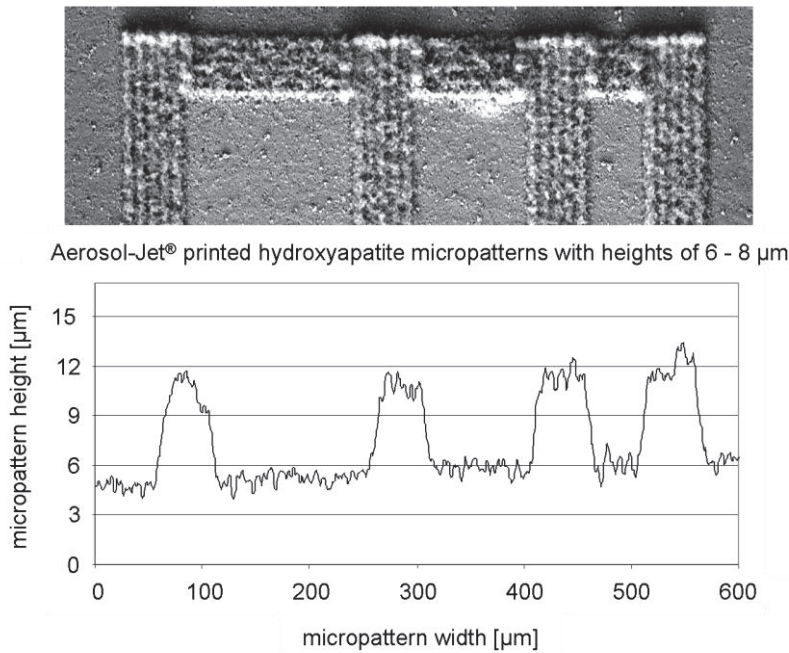 Aerosol-Jet® printed hydroxyapatite micropatterns with heights of 6 - 8 µm
micropattern height [µm]
15
12
9
6
3
0
0 100 200 300 400 500 600
micropattern width [µm]